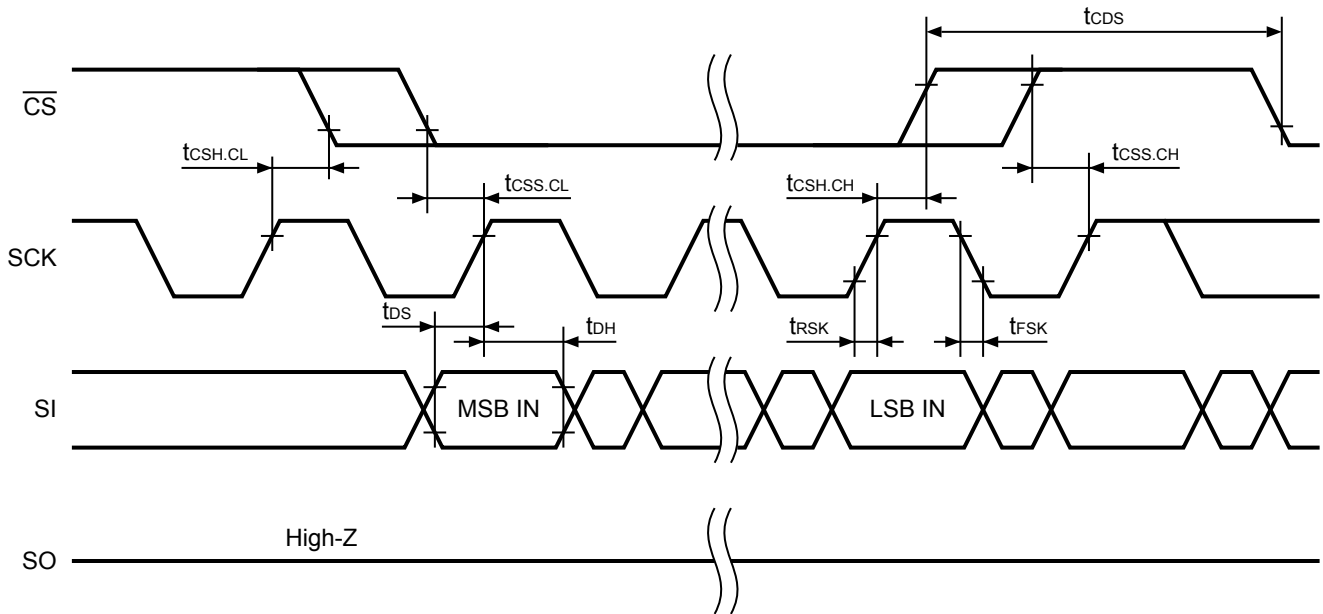 tCDS
CS
tCSH.CL
tCSS.CL
tCSH.CH
tCSS.CH
SCK
tDS
tDH
tRSK
tFSK
SI
MSB IN
LSB IN
High-Z
SO